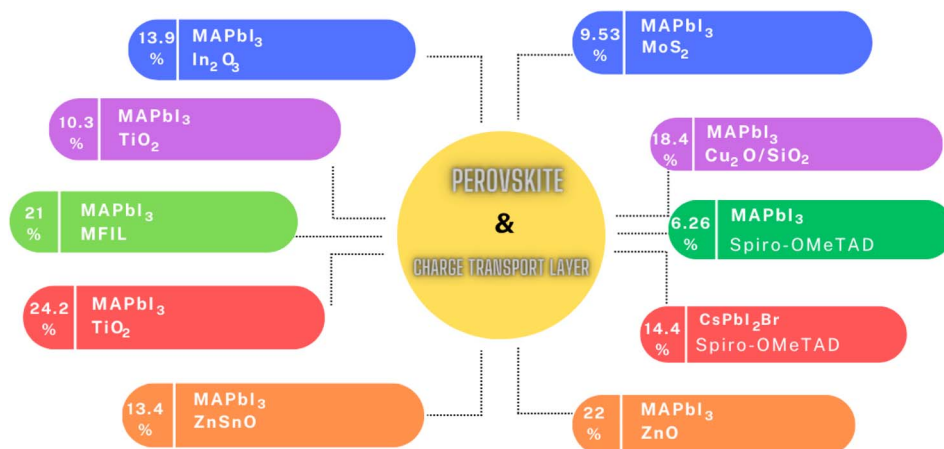 13.9
%
MAPbI₃
In₂O₃
10.3
%
MAPbI₃
TiO₂
21
%
MAPbI₃
MFIL
24.2
%
MAPbI₃
TiO₂
13.4
%
MAPbI₃
ZnSnO
PEROVSKITE
&
CHARGE TRANSPORT LAYER
9.53
%
MAPbI₃
MoS₂
18.4
%
MAPbI₃
Cu₂O/SiO₂
6.26
%
MAPbI₃
Spiro-OMeTAD
14.4
%
CsPbI₂Br
Spiro-OMeTAD
22
%
MAPbI₃
ZnO